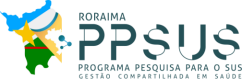 RORAIMA
PPSUS
PROGRAMA PESQUISA PARA O SUS
GESTÃO COMPARTILHADA EM SAÚDE